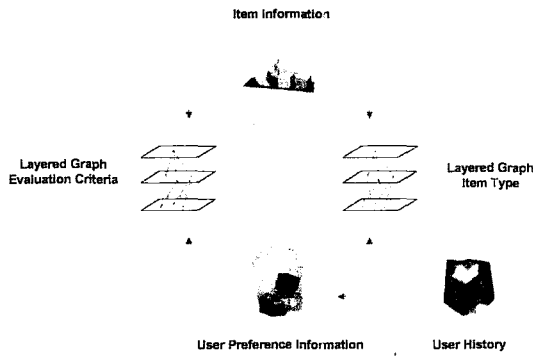 Item Information
Layered Graph
Evaluation Criteria
Layered Graph
Item Type
User Preference Information
User History